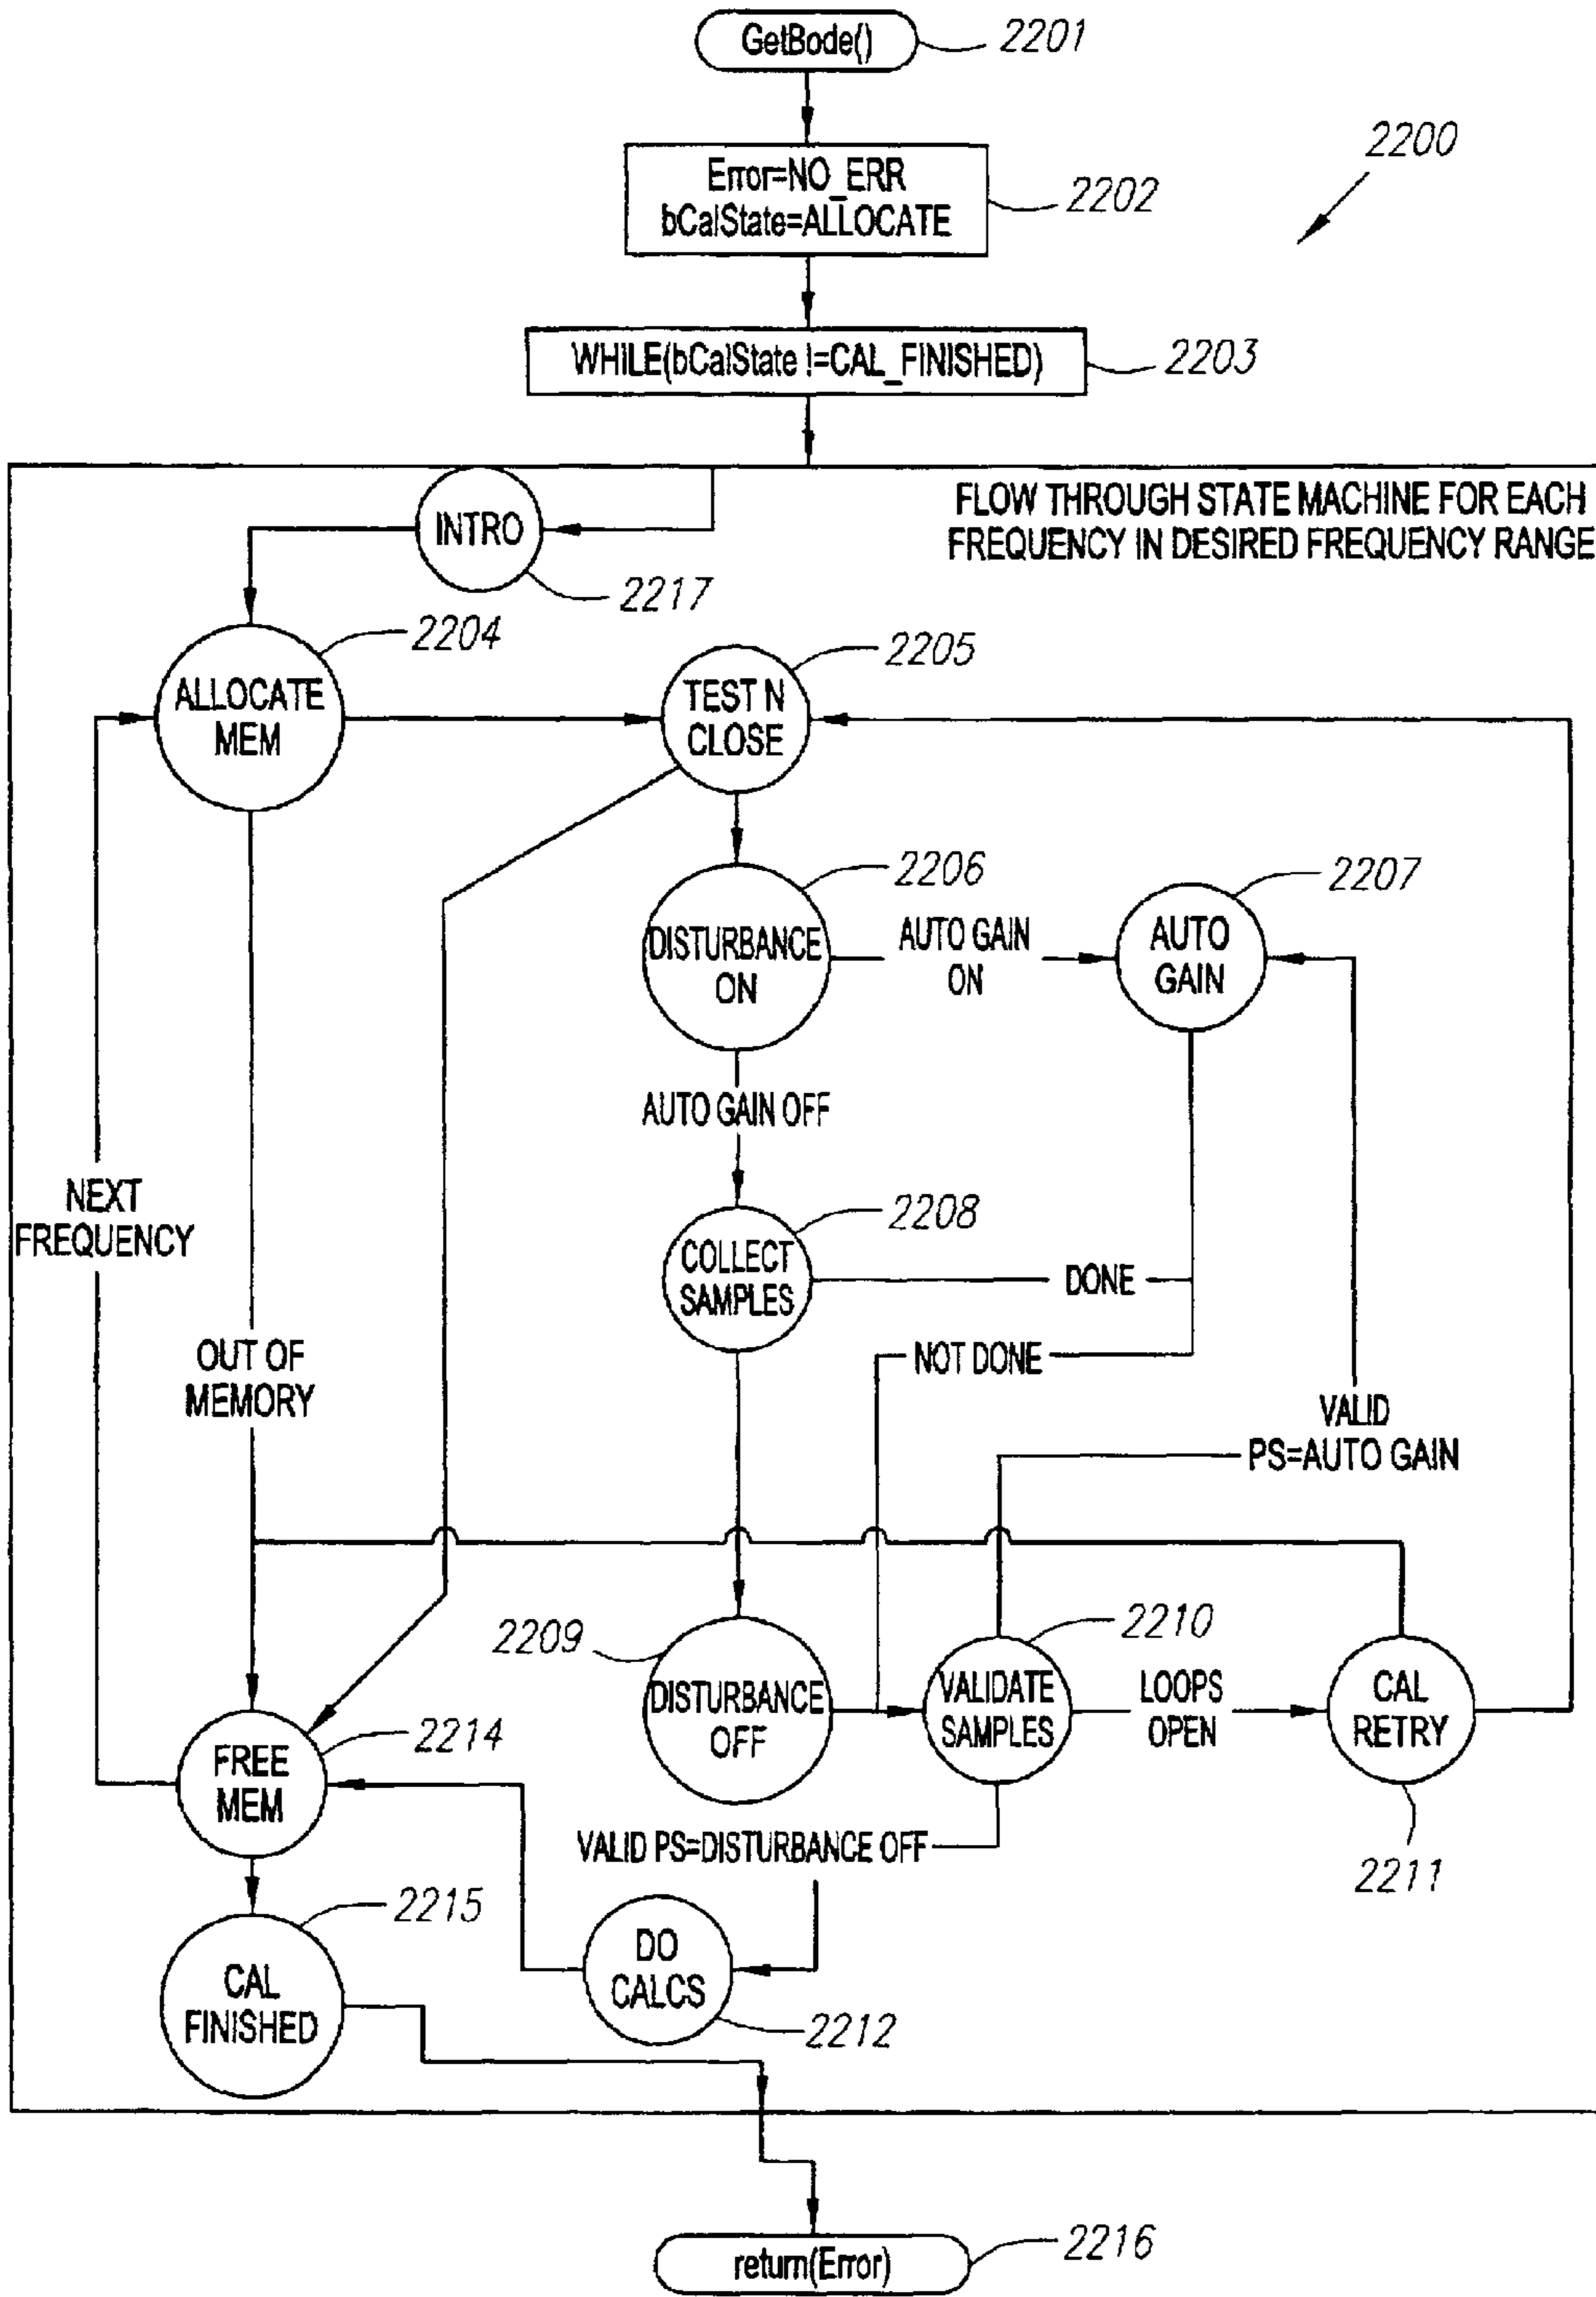 GetBode()
2201
2200
Error=NO_ERR
bCalState=ALLOCATE
2202
WHILE(bCalState !=CAL_FINISHED)
2203
FLOW THROUGH STATE MACHINE FOR EACH
FREQUENCY IN DESIRED FREQUENCY RANGE
INTRO
2217
2204
ALLOCATE
MEM
2205
TEST N
CLOSE
2206
DISTURBANCE
ON
AUTO GAIN
ON
2207
AUTO
GAIN
AUTO GAIN OFF
NEXT
FREQUENCY
2208
COLLECT
SAMPLES
DONE
OUT OF
MEMORY
NOT DONE
VALID
PS=AUTO GAIN
2209
DISTURBANCE
OFF
2210
VALIDATE
SAMPLES
LOOPS
OPEN
CAL
RETRY
2211
2214
FREE
MEM
VALID PS=DISTURBANCE OFF
2215
CAL
FINISHED
DO
CALCS
2212
return(Error)
2216